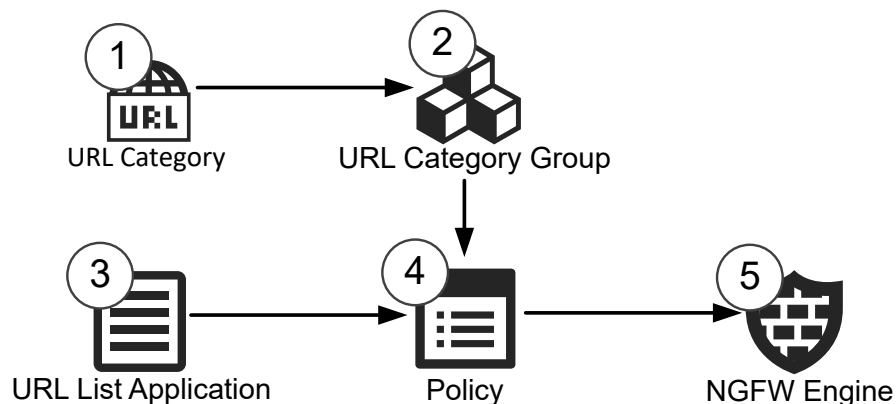 1
2
URL
URL Category
URL Category Group
3
4
5
URL List Application
Policy
NGFW Engine